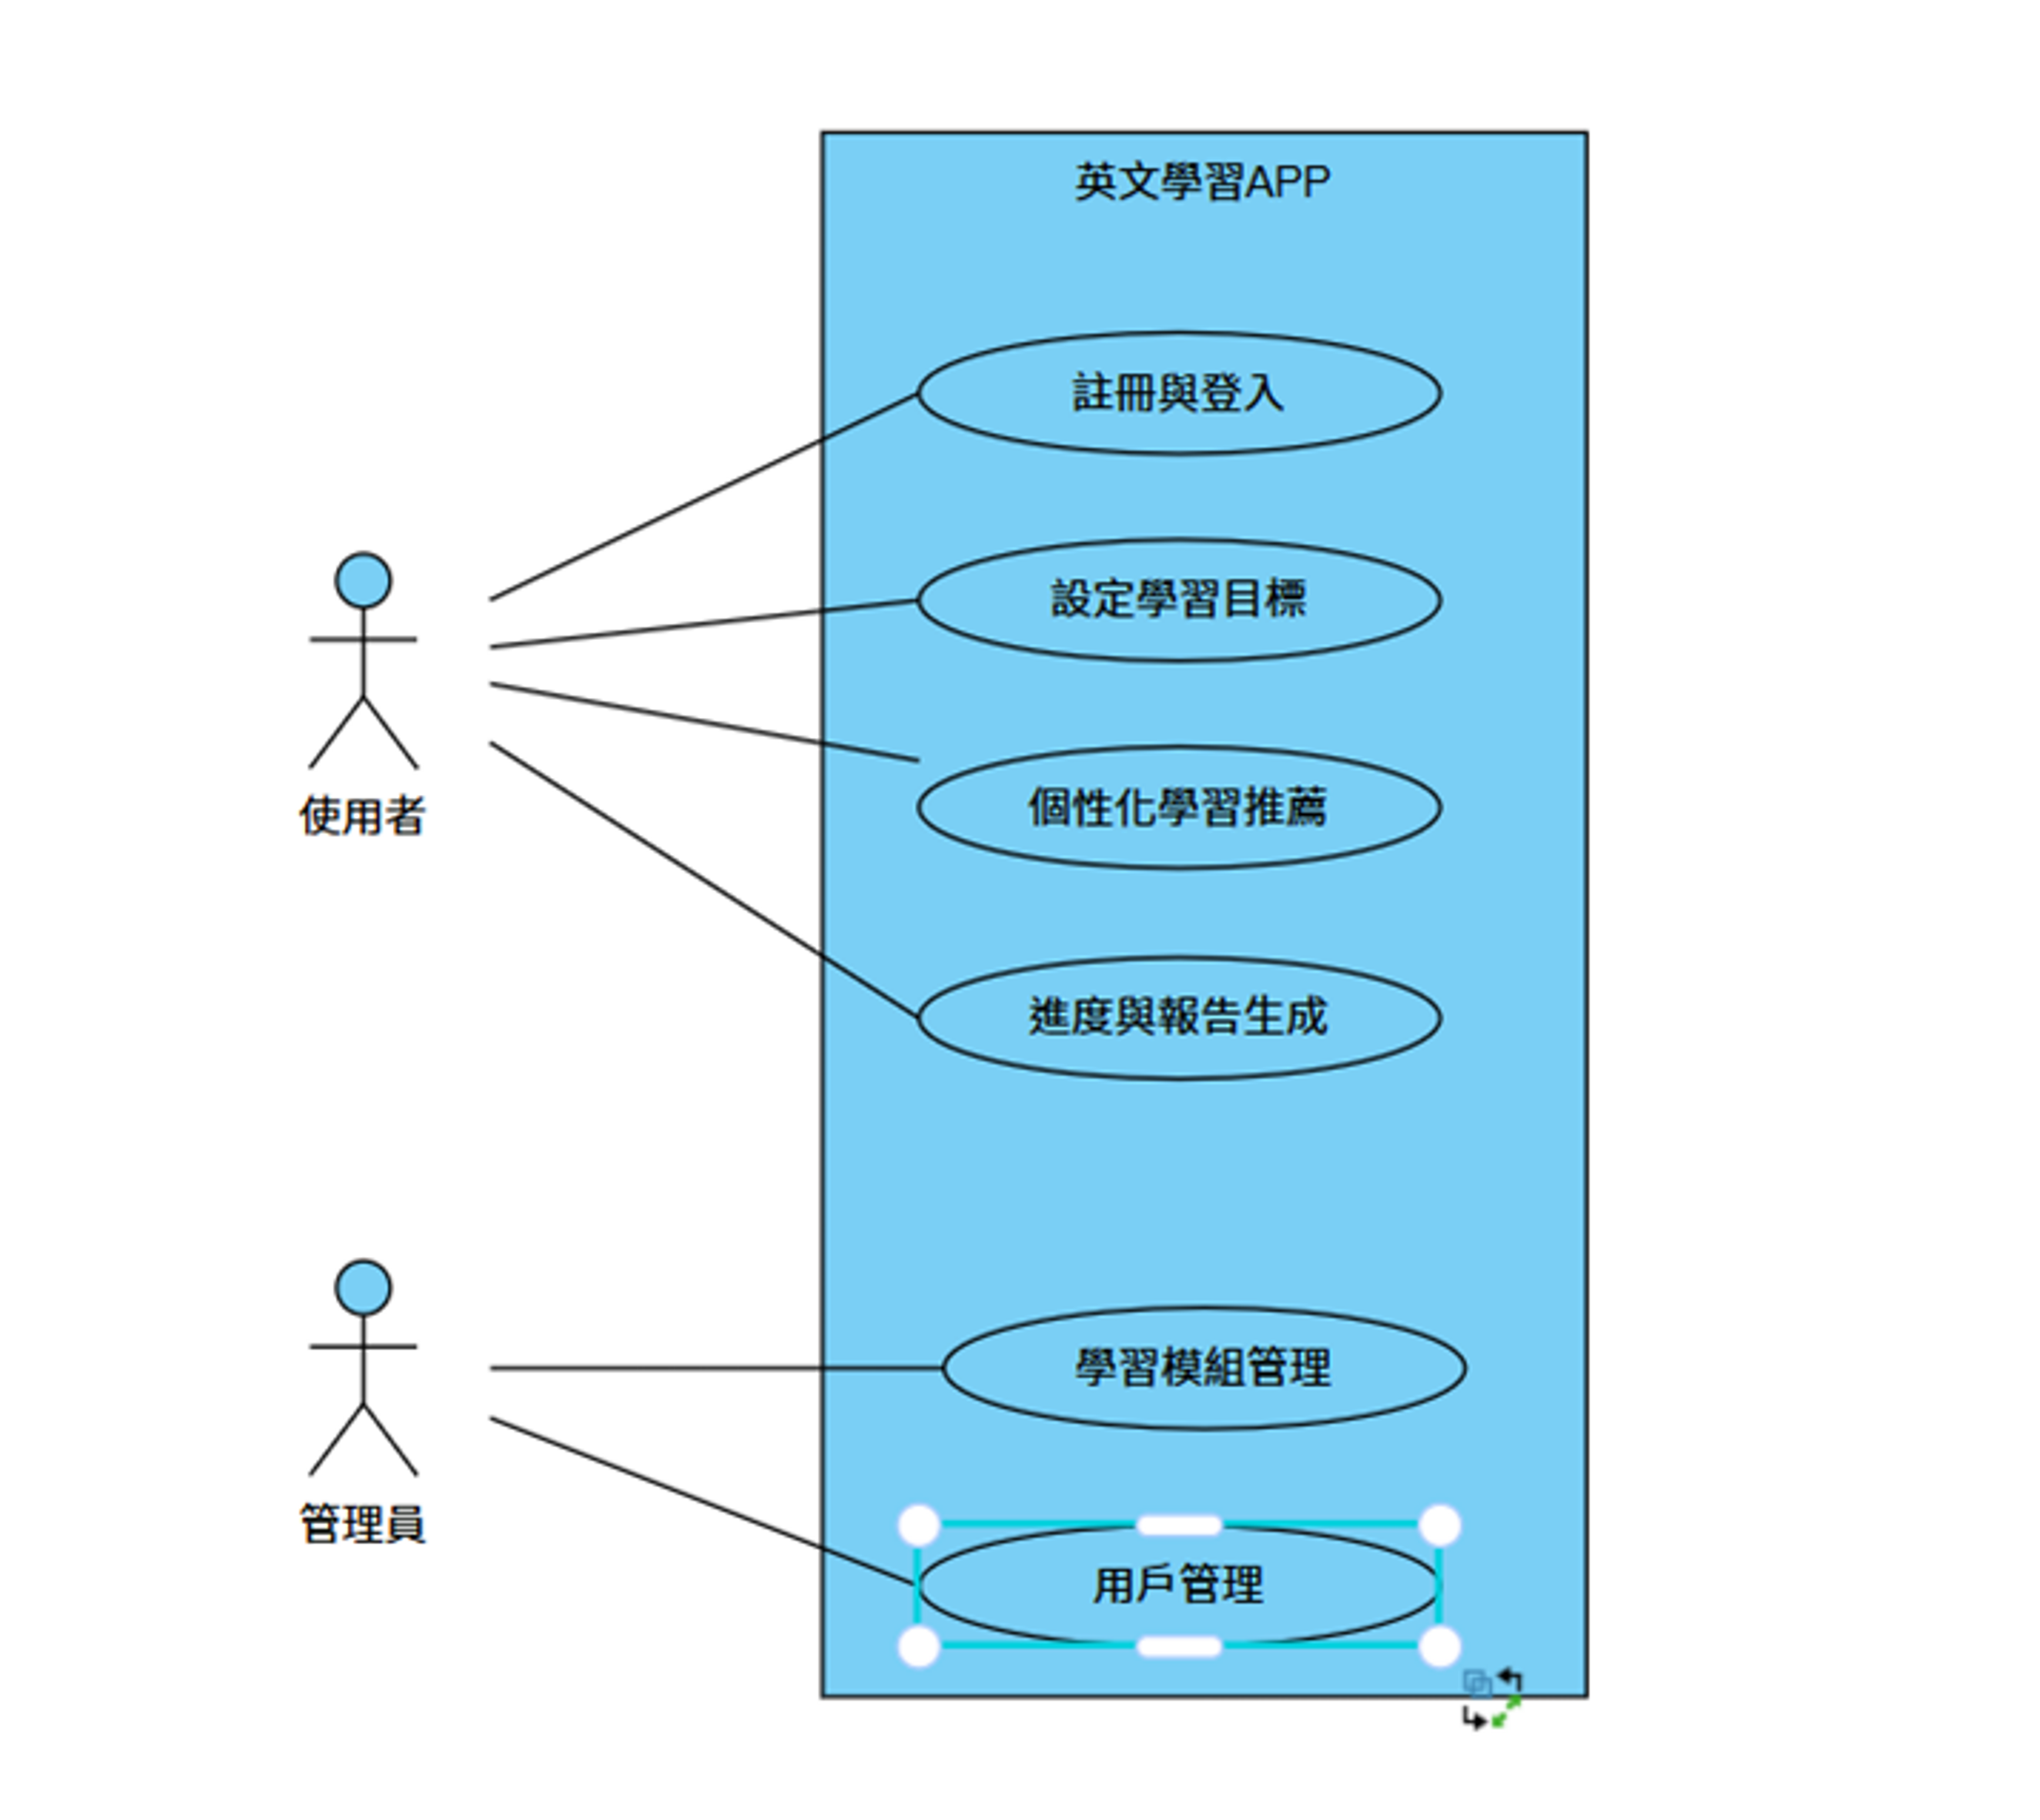 英文學習APP
註冊與登入
設定學習目標
個性化學習推薦
使用者
進度與報告生成
學習模組管理
管理員
用戶管理